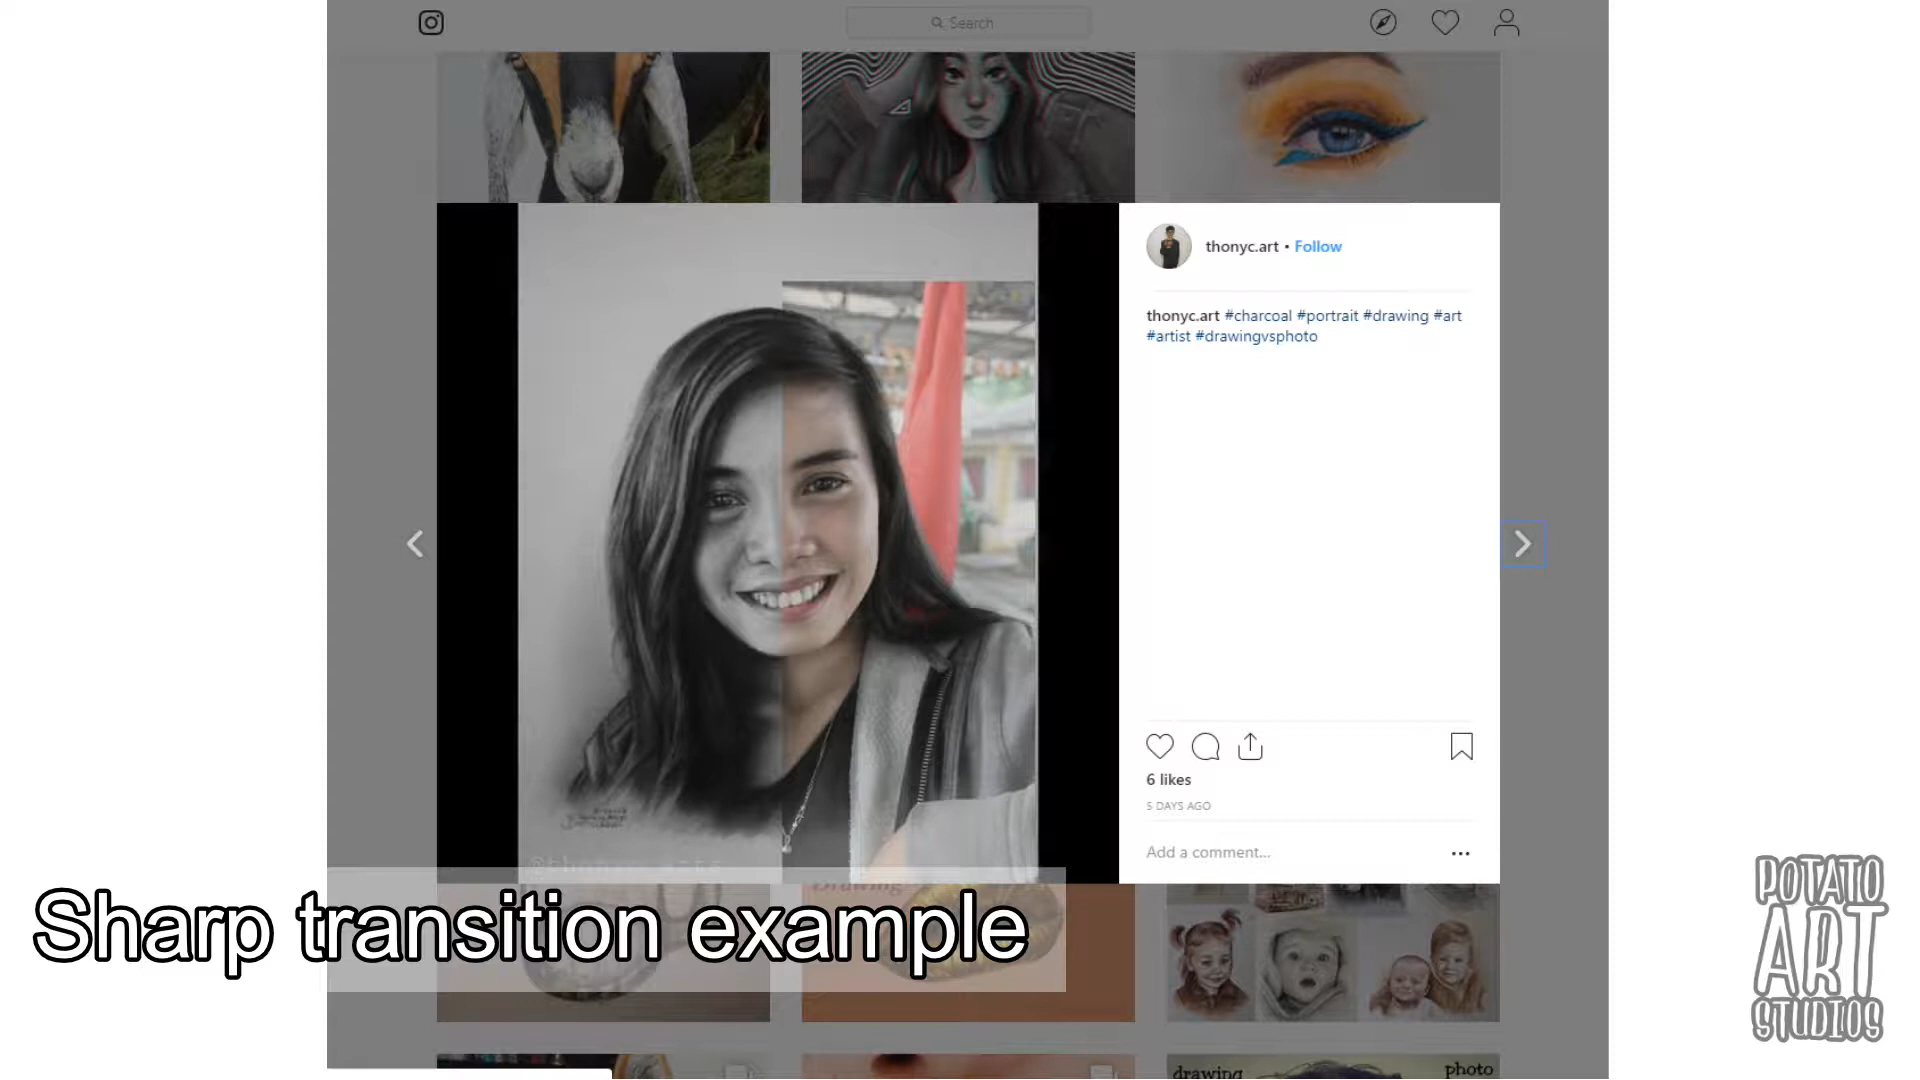 Search
thonyc.art • Follow
thonyc.art #charcoal #portrait #drawing #art
#artist #drawingvsphoto
6 likes
5 DAYS AGO
Add a comment...
Drawing
Sharp transition example
POTATO
ART
STUDIOS
drawing
photo